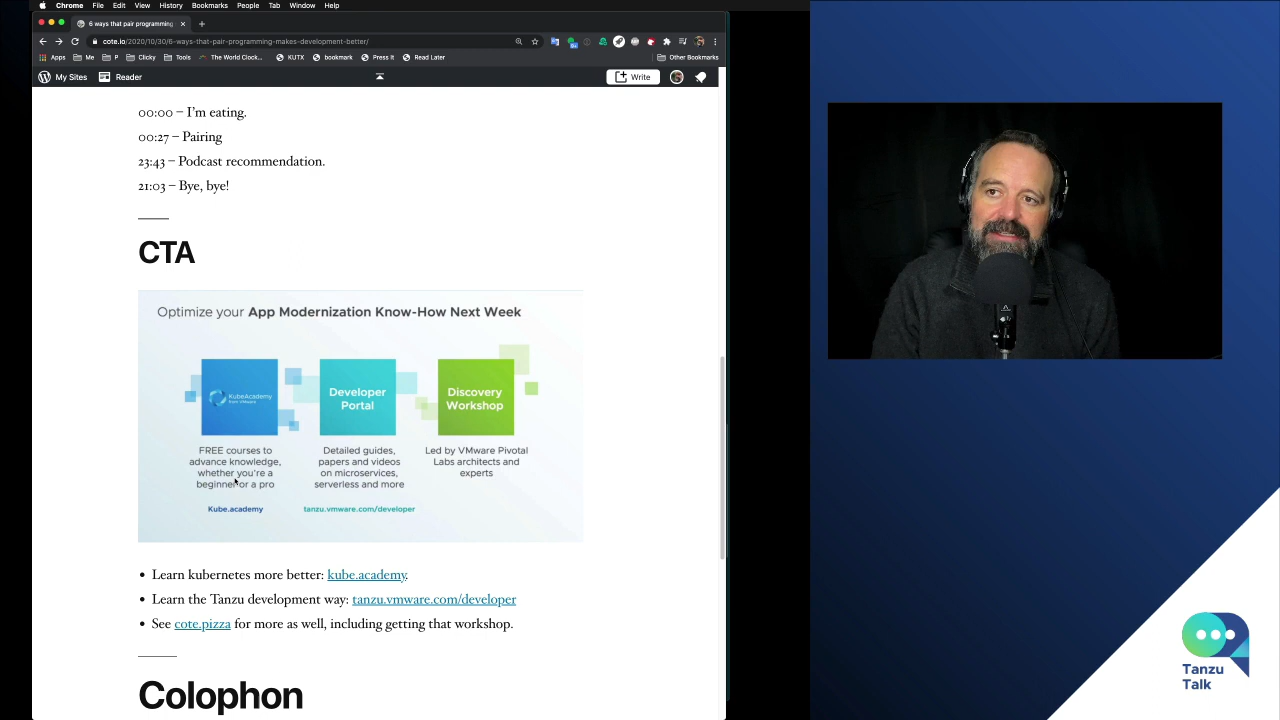 Chrome File Edit View History Bookmarks People Tab Window Help
6 ways that pair programming
cote.io/2020/10/30/6-ways-that-pair-programming-makes-development-better/
Apps Me P Clicky Tools The World Clock... KUTX bookmark Press It Read Later Other Bookmarks
My Sites Reader Write
00:00 – I'm eating.
00:27 – Pairing
23:43 – Podcast recommendation.
21:03 – Bye, bye!
CTA
Optimize your App Modernization Know-How Next Week
KubeAcademy
from VMware
Developer
Portal
Discovery
Workshop
FREE courses to
advance knowledge,
whether you're a
beginner or a pro
Kube.academy
Detailed guides,
papers and videos
on microservices,
serverless and more
tanzu.vmware.com/developer
Led by VMware Pivotal
Labs architects and
experts
• Learn kubernetes more better: kube.academy.
• Learn the Tanzu development way: tanzu.vmware.com/developer
• See cote.pizza for more as well, including getting that workshop.
Colophon
Tanzu
Talk